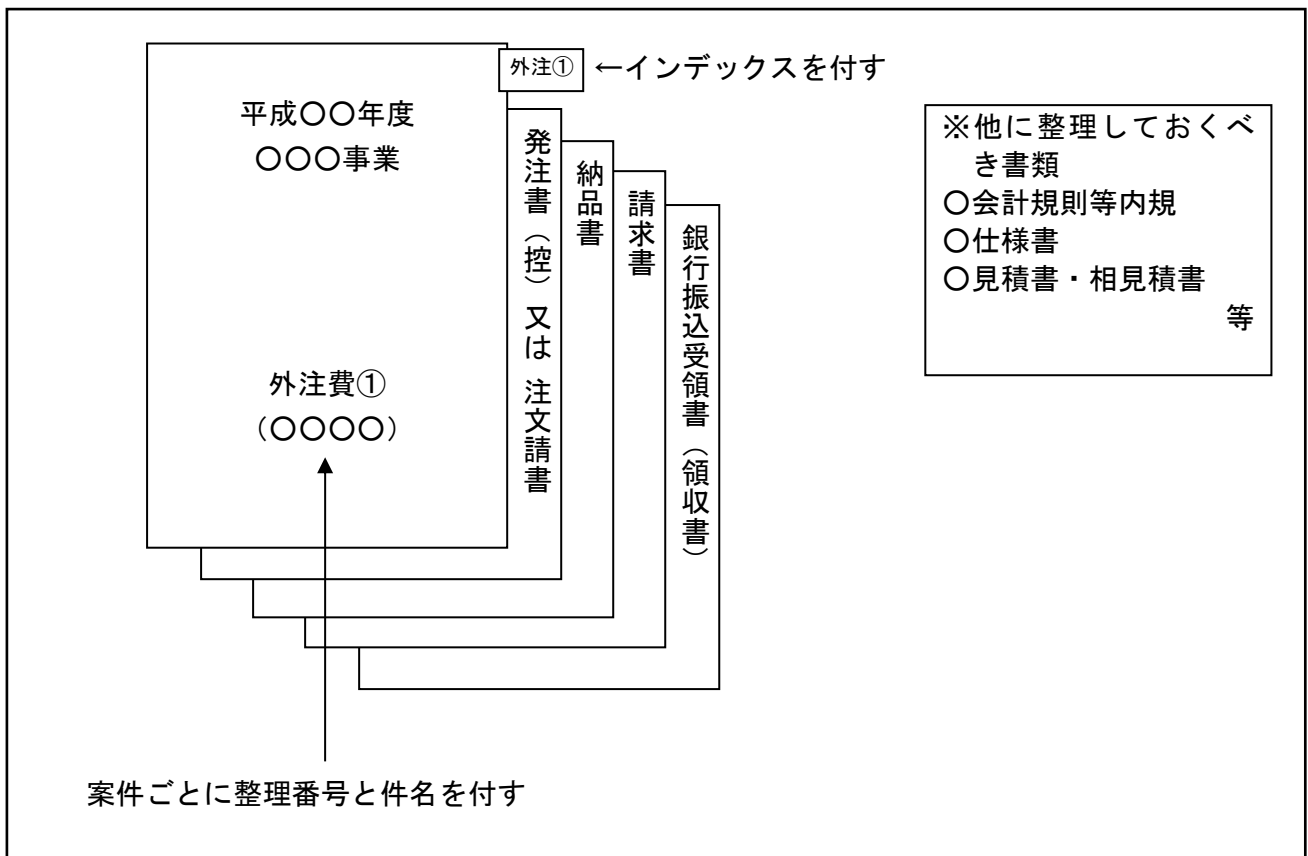 外注①
←インデックスを付す
平成〇〇年度
〇〇〇事業
外注費①
(〇〇〇〇)
発注書(控)又は 注文請書
納品書
請求書
銀行振込受領書(領収書)
※他に整理しておくべ
き書類
〇会計規則等内規
〇仕様書
〇見積書・相見積書
等
案件ごとに整理番号と件名を付す